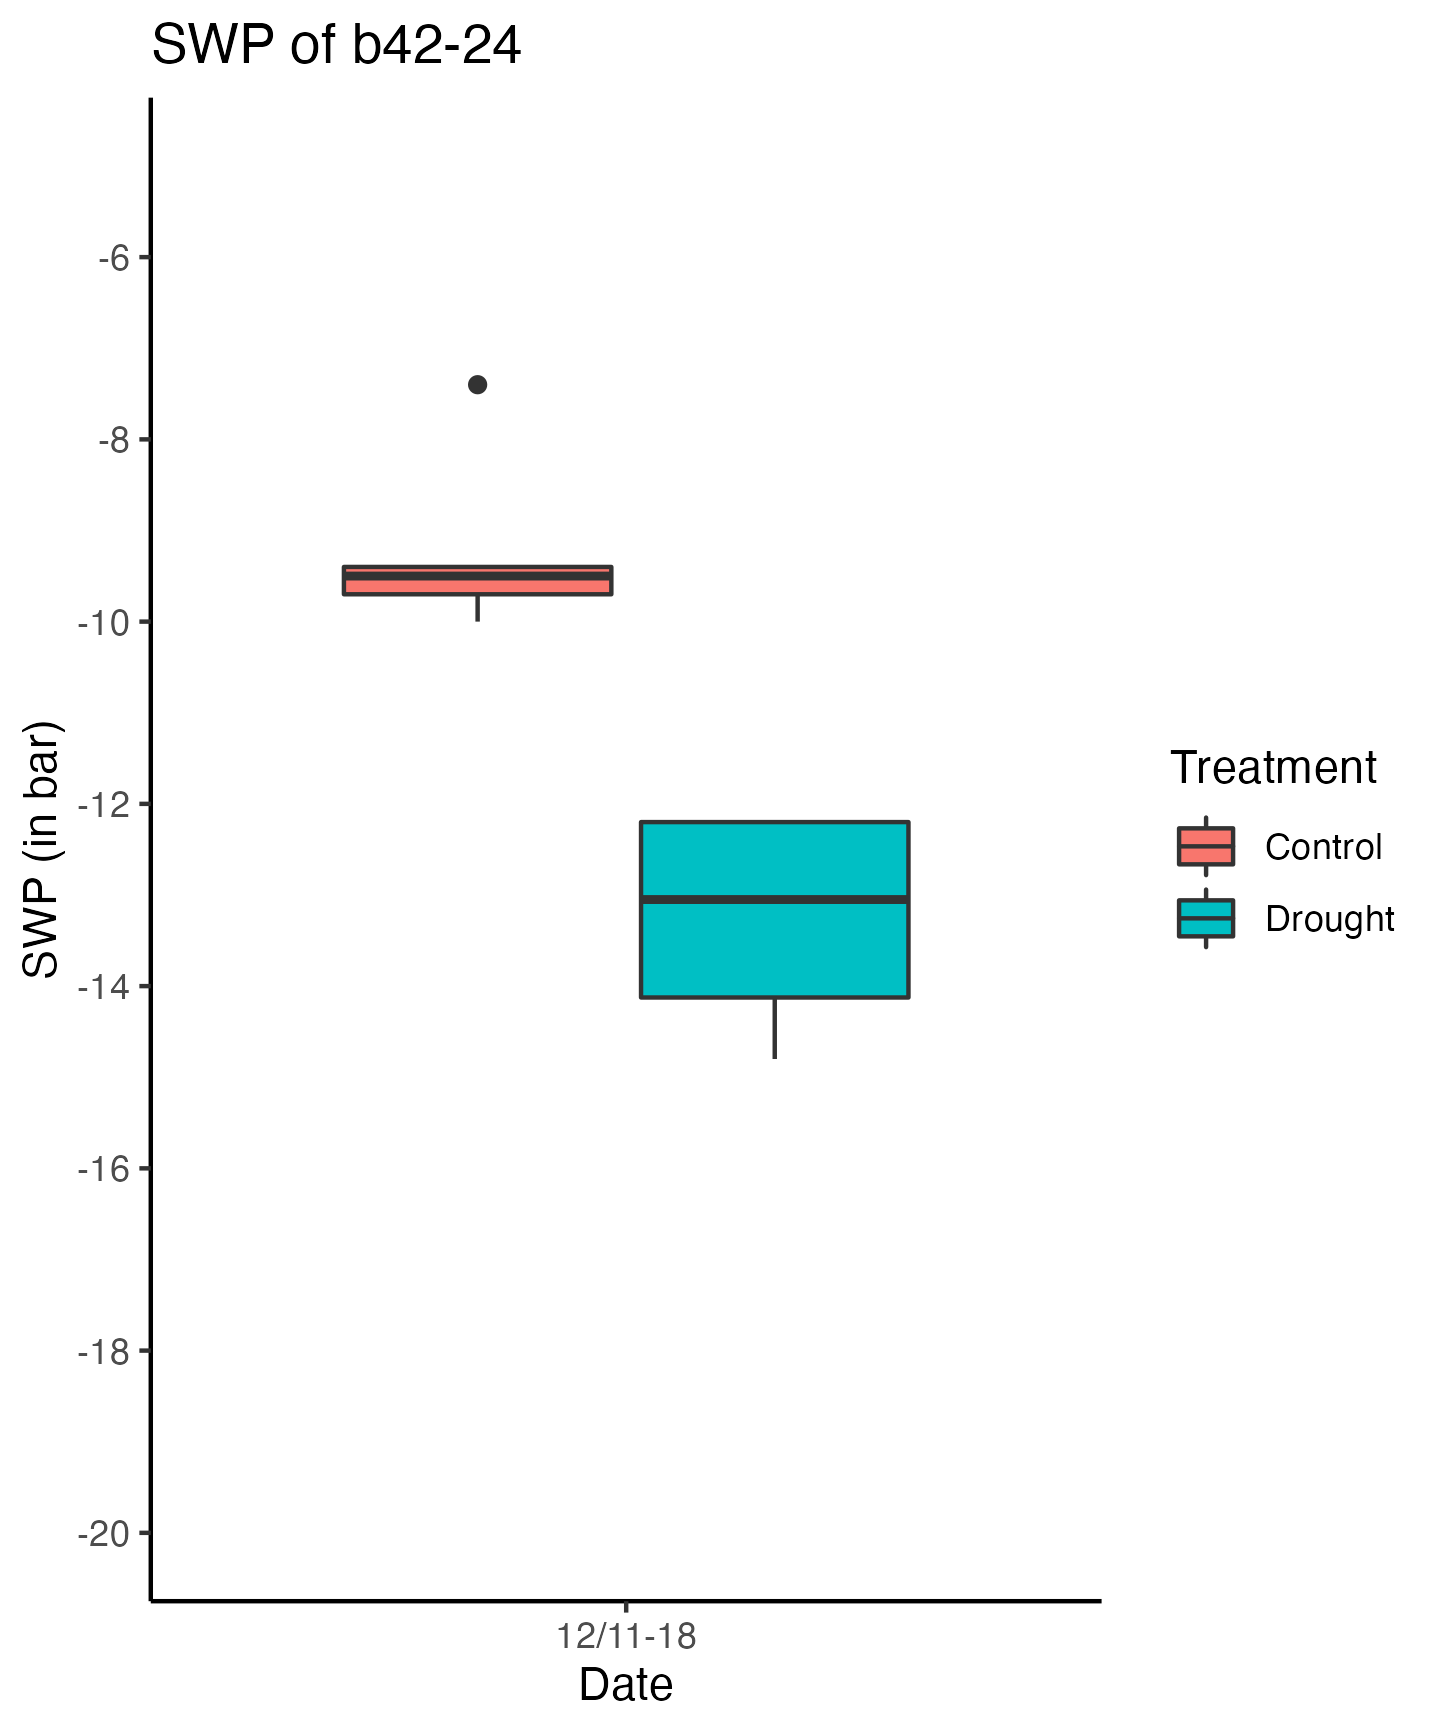 SWP of b42-24
SWP (in bar)
-6
-8
-10
-12
-14
-16
-18
-20
12/11-18
Date
Treatment
Control
Drought